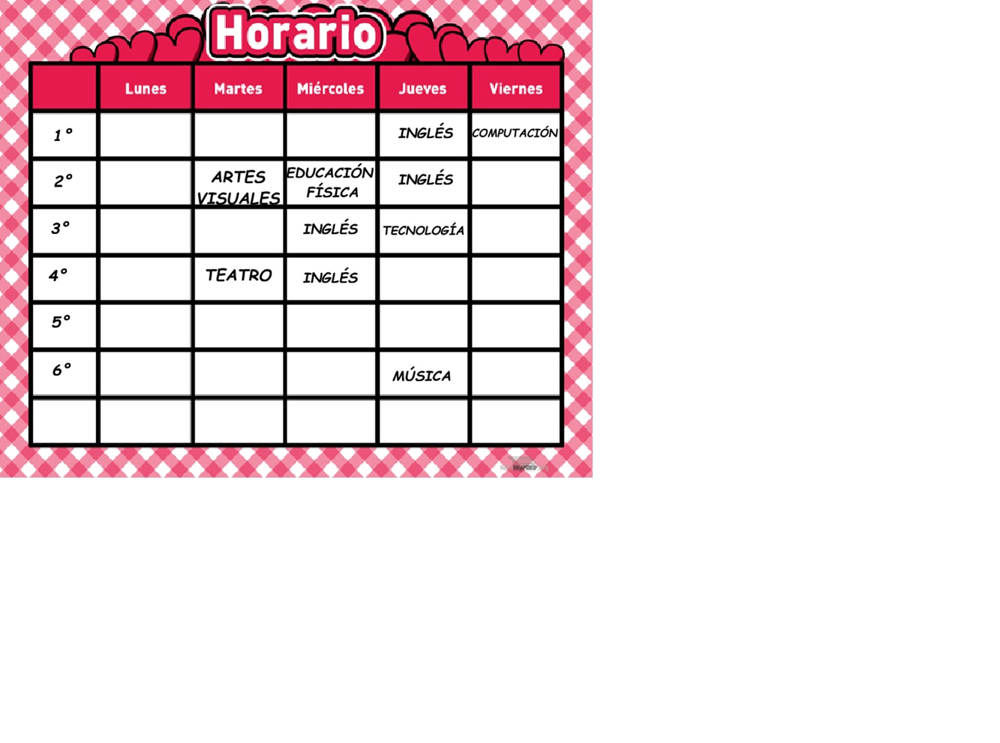 Horario
Lunes Martes Miércoles Jueves Viernes
1° INGLÉS COMPUTACIÓN
2° ARTES VISUALES EDUCACIÓN FÍSICA INGLÉS
3° INGLÉS TECNOLOGÍA
4° TEATRO INGLÉS
5°
6° MÚSICA